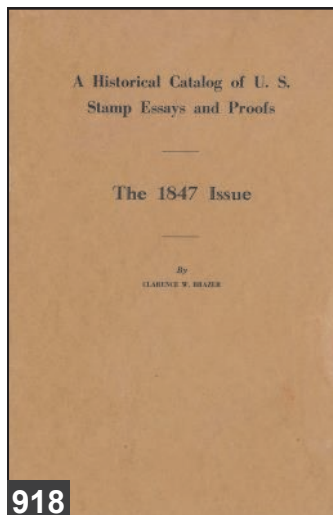 A Historical Catalog of U. S.
Stamp Essays and Proofs
The 1847 Issue
By
CLARENCE W. BRAZER
918